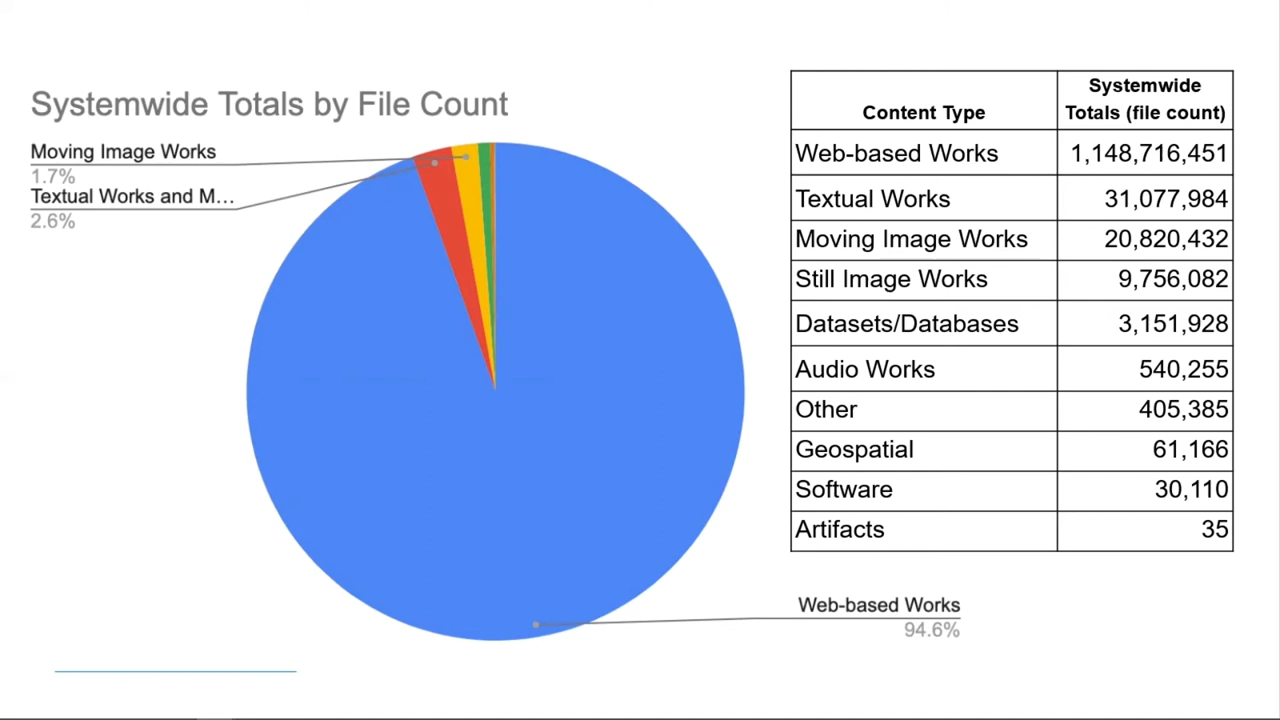 Systemwide Totals by File Count
Moving Image Works
1.7%
Textual Works and M...
2.6%
Web-based Works
94.6%
Content Type Systemwide Totals (file count)
Web-based Works 1,148,716,451
Textual Works 31,077,984
Moving Image Works 20,820,432
Still Image Works 9,756,082
Datasets/Databases 3,151,928
Audio Works 540,255
Other 405,385
Geospatial 61,166
Software 30,110
Artifacts 35